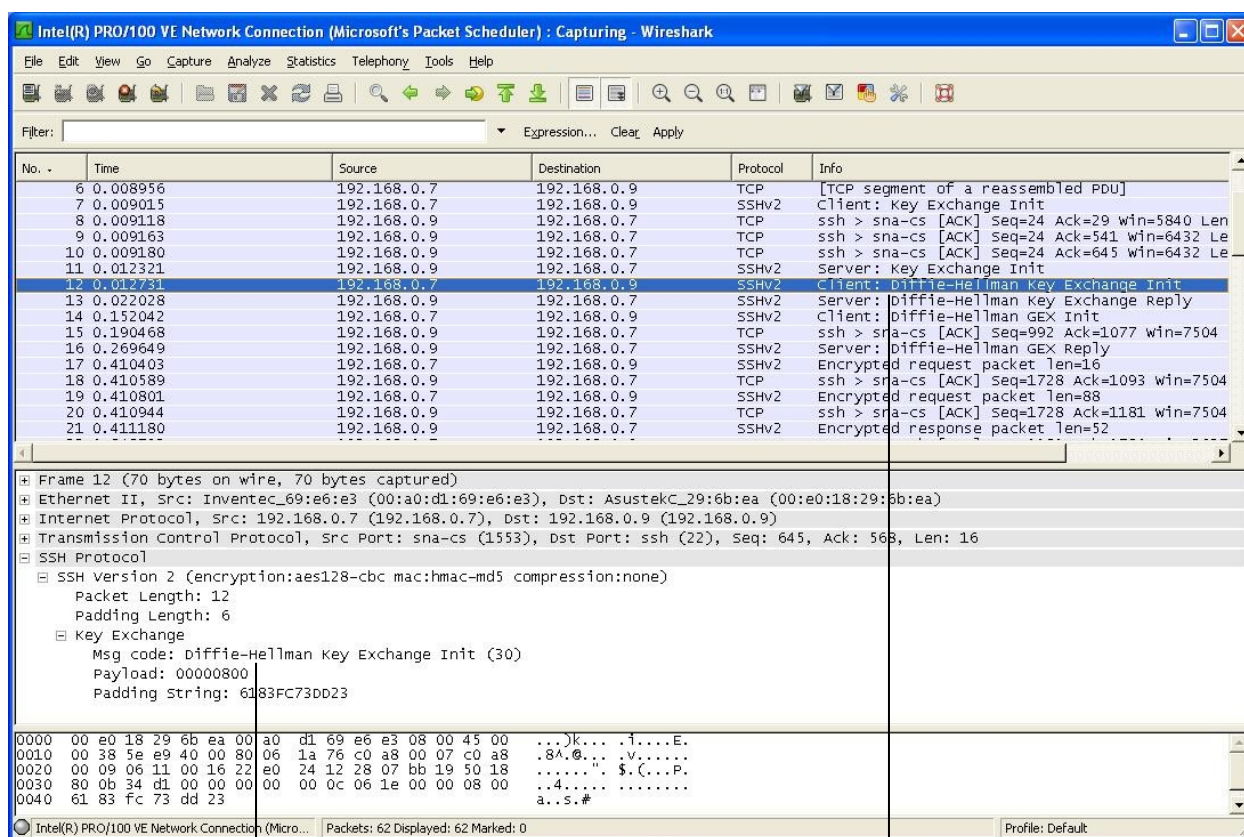 Intel(R) PRO/100 VE Network Connection (Microsoft's Packet Scheduler) : Capturing - Wireshark
File Edit View Go Capture Analyze Statistics Telephony Tools Help
Filter: Expression... Clear Apply
No. Time Source Destination Protocol Info
6 0.008956 192.168.0.7 192.168.0.9 TCP [TCP segment of a reassembled PDU]
7 0.009015 192.168.0.7 192.168.0.9 SSHv2 Client: Key Exchange Init
8 0.009118 192.168.0.9 192.168.0.7 TCP ssh > sna-cs [ACK] Seq=24 Ack=29 Win=5840 Len
9 0.009163 192.168.0.9 192.168.0.7 TCP ssh > sna-cs [ACK] Seq=24 Ack=541 Win=6432 Le
10 0.009180 192.168.0.9 192.168.0.7 TCP ssh > sna-cs [ACK] Seq=24 Ack=645 Win=6432 Le
11 0.012321 192.168.0.9 192.168.0.7 SSHv2 Server: Key Exchange Init
12 0.012731 192.168.0.7 192.168.0.9 SSHv2 Client: Diffie-Hellman Key Exchange Init
13 0.022028 192.168.0.9 192.168.0.7 SSHv2 Server: Diffie-Hellman Key Exchange Reply
14 0.152042 192.168.0.7 192.168.0.9 SSHv2 Client: Diffie-Hellman GEX Init
15 0.190468 192.168.0.9 192.168.0.7 TCP ssh > sna-cs [ACK] Seq=992 Ack=1077 Win=7504
16 0.269649 192.168.0.9 192.168.0.7 SSHv2 Server: Diffie-Hellman GEX Reply
17 0.410403 192.168.0.7 192.168.0.9 SSHv2 Encrypted request packet len=16
18 0.410589 192.168.0.9 192.168.0.7 TCP ssh > sna-cs [ACK] Seq=1728 Ack=1093 Win=7504
19 0.410801 192.168.0.7 192.168.0.9 SSHv2 Encrypted request packet len=88
20 0.410944 192.168.0.9 192.168.0.7 TCP ssh > sna-cs [ACK] Seq=1728 Ack=1181 Win=7504
21 0.411180 192.168.0.9 192.168.0.7 SSHv2 Encrypted response packet len=52
Frame 12 (70 bytes on wire, 70 bytes captured)
Ethernet II, Src: Inventec_69:e6:e3 (00:a0:d1:69:e6:e3), Dst: AsustekC_29:6b:ea (00:e0:18:29:6b:ea)
Internet Protocol, Src: 192.168.0.7 (192.168.0.7), Dst: 192.168.0.9 (192.168.0.9)
Transmission Control Protocol, Src Port: sna-cs (1553), Dst Port: ssh (22), Seq: 645, Ack: 568, Len: 16
SSH Protocol
SSH Version 2 (encryption:aes128-cbc mac:hmac-md5 compression:none)
Packet Length: 12
Padding Length: 6
Key Exchange
Msg code: Diffie-Hellman Key Exchange Init (30)
Payload: 00000800
Padding String: 6183FC73DD23
0000 00 e0 18 29 6b ea 00 a0 d1 69 e6 e3 08 00 45 00 ...)k... .i....E.
0010 00 38 5e e9 40 00 80 06 1a 76 c0 a8 00 07 c0 a8 .8^.@... .v......
0020 00 09 06 11 00 16 22 e0 24 12 28 07 bb 19 50 18 ......". $.(...P.
0030 80 0b 34 d1 00 00 00 00 00 0c 06 1e 00 00 08 00 ..4..... ........
0040 61 83 fc 73 dd 23 a..s.#
Intel(R) PRO/100 VE Network Connection (Micro... Packets: 62 Displayed: 62 Marked: 0 Profile: Default